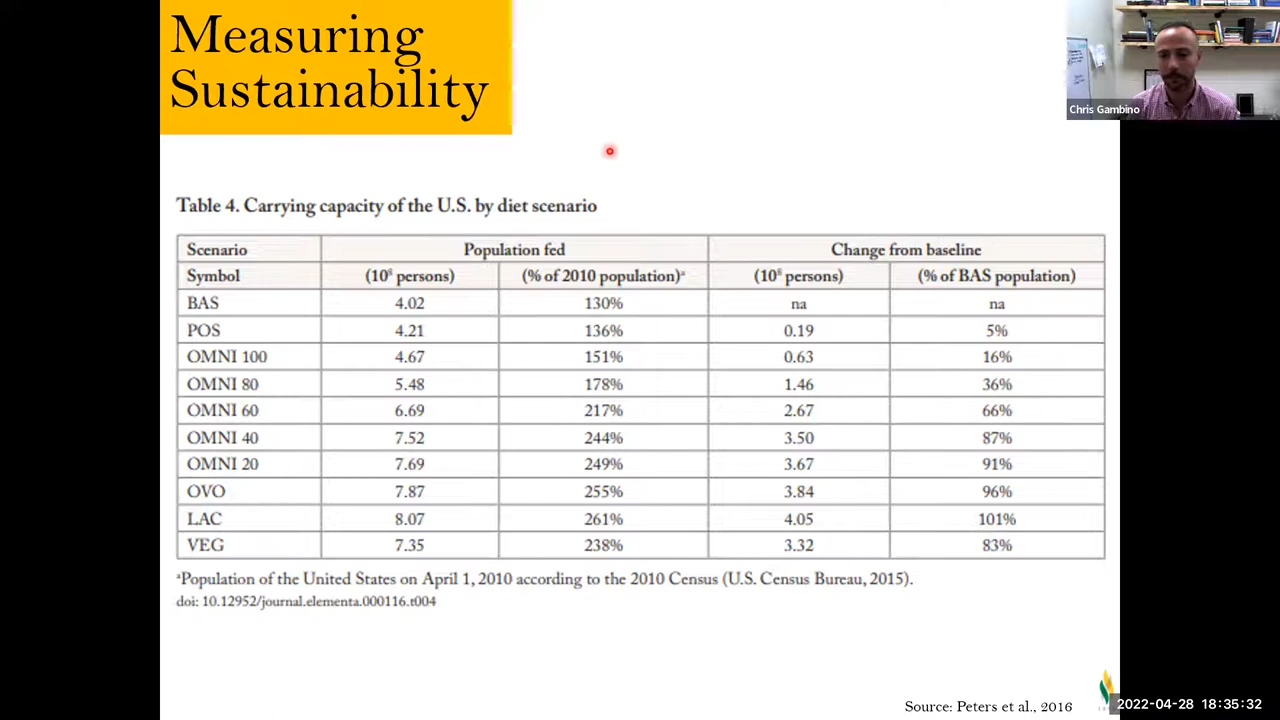 Measuring
Sustainability
Chris Gambino
Table 4. Carrying capacity of the U.S. by diet scenario
Scenario Population fed Change from baseline
Symbol (10⁸ persons) (% of 2010 population)ᵃ (10⁸ persons) (% of BAS population)
BAS 4.02 130% na na
POS 4.21 136% 0.19 5%
OMNI 100 4.67 151% 0.63 16%
OMNI 80 5.48 178% 1.46 36%
OMNI 60 6.69 217% 2.67 66%
OMNI 40 7.52 244% 3.50 87%
OMNI 20 7.69 249% 3.67 91%
OVO 7.87 255% 3.84 96%
LAC 8.07 261% 4.05 101%
VEG 7.35 238% 3.32 83%
ᵃPopulation of the United States on April 1, 2010 according to the 2010 Census (U.S. Census Bureau, 2015).
doi: 10.12952/journal.elementa.000116.t004
Source: Peters et al., 2016
2022-04-28 18:35:32